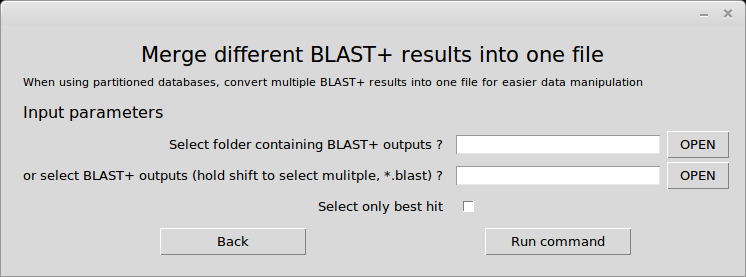 Merge different BLAST+ results into one file
When using partitioned databases, convert multiple BLAST+ results into one file for easier data manipulation
Input parameters
Select folder containing BLAST+ outputs ? OPEN
or select BLAST+ outputs (hold shift to select mulitple, *.blast) ? OPEN
Select only best hit
Back Run command